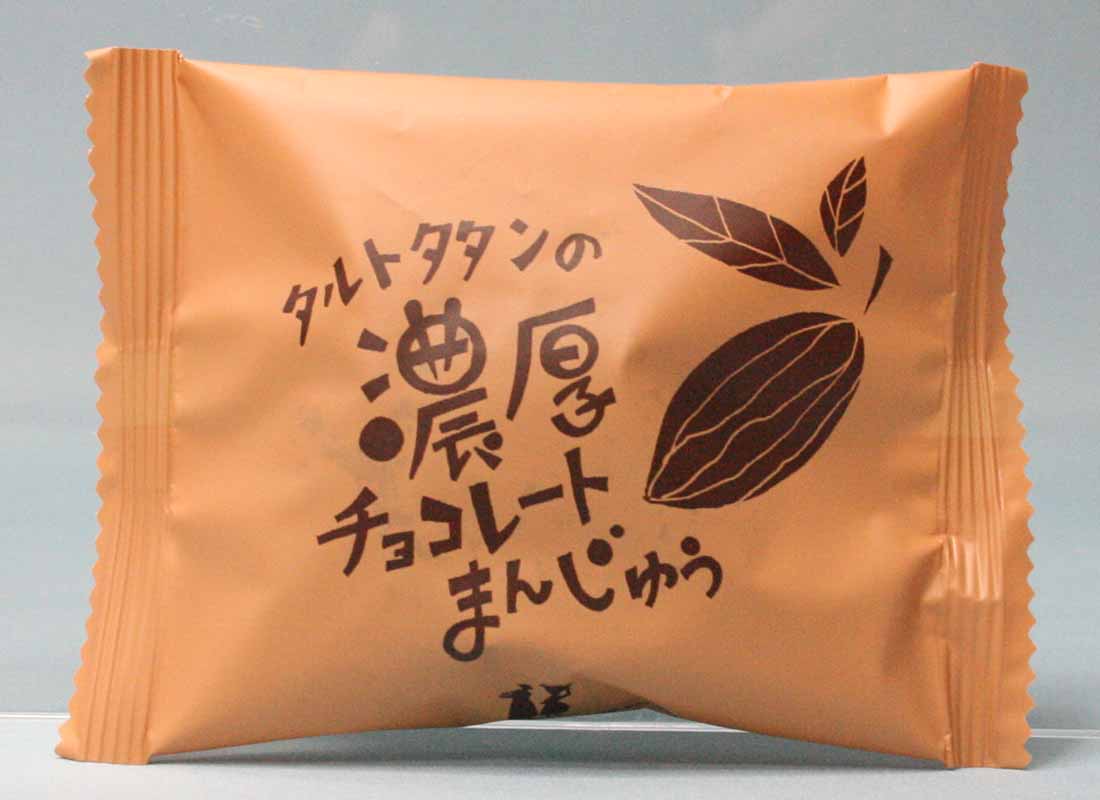 タルトタタンの
濃厚
チョコレート
まんじゅう